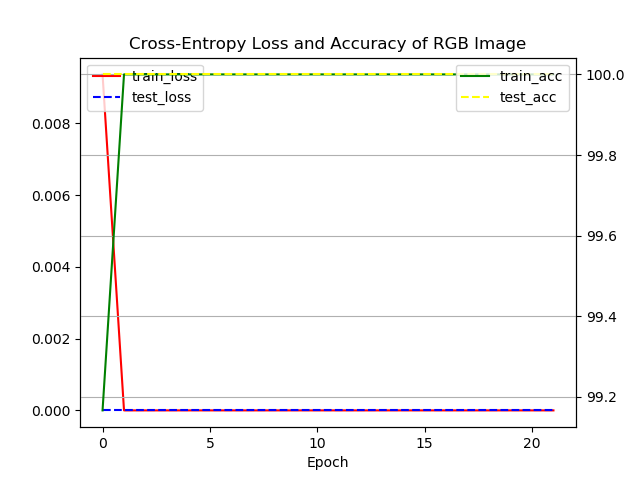 Cross-Entropy Loss and Accuracy of RGB Image
train_loss
test_loss
train_acc
test_acc
0.008
0.006
0.004
0.002
0.000
100.0
99.8
99.6
99.4
99.2
0 5 10 15 20
Epoch